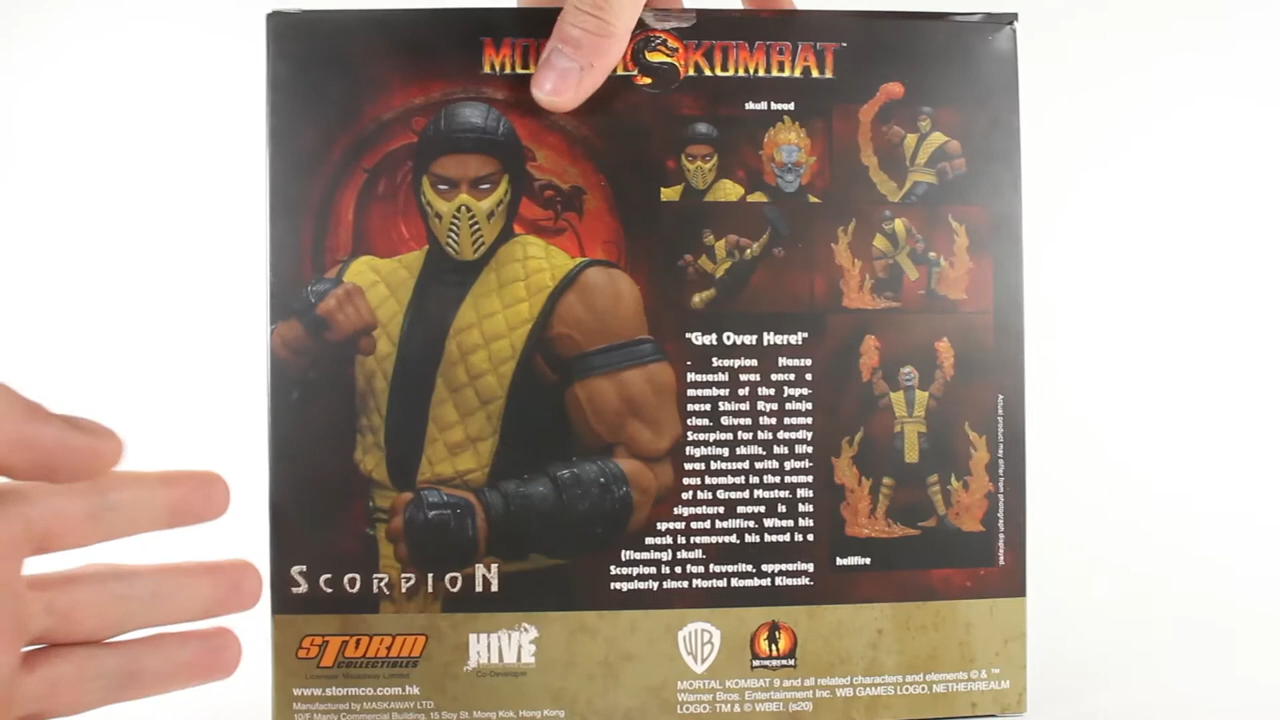 MO L KOMBAT™
skull head
"Get Over Here!"
- Scorpion Hanzo
Hasashi was once a
member of the Japa-
nese Shirai Ryu ninja
clan. Given the name
Scorpion for his deadly
fighting skills, his life
was blessed with glori-
ous kombat in the name
of his Grand Master. His
signature move is his
spear and hellfire. When his
mask is removed, his head is a
(flaming) skull.
Scorpion is a fan favorite, appearing
regularly since Mortal Kombat Klassic.
hellfire
Actual product may differ from photograph displayed.
SCORPION
STORM
COLLECTIBLES
Licensee: Maskaway Limited
www.stormco.com.hk
Manufactured by MASKAWAY LTD.
10/F Manly Commercial Building, 15 Soy St. Mong Kok, Hong Kong
HIVE
Co-Developer
WB
NETHERREALM
MORTAL KOMBAT 9 and all related characters and elements © & ™
Warner Bros. Entertainment Inc. WB GAMES LOGO, NETHERREALM
LOGO: TM & © WBEI. (s20)